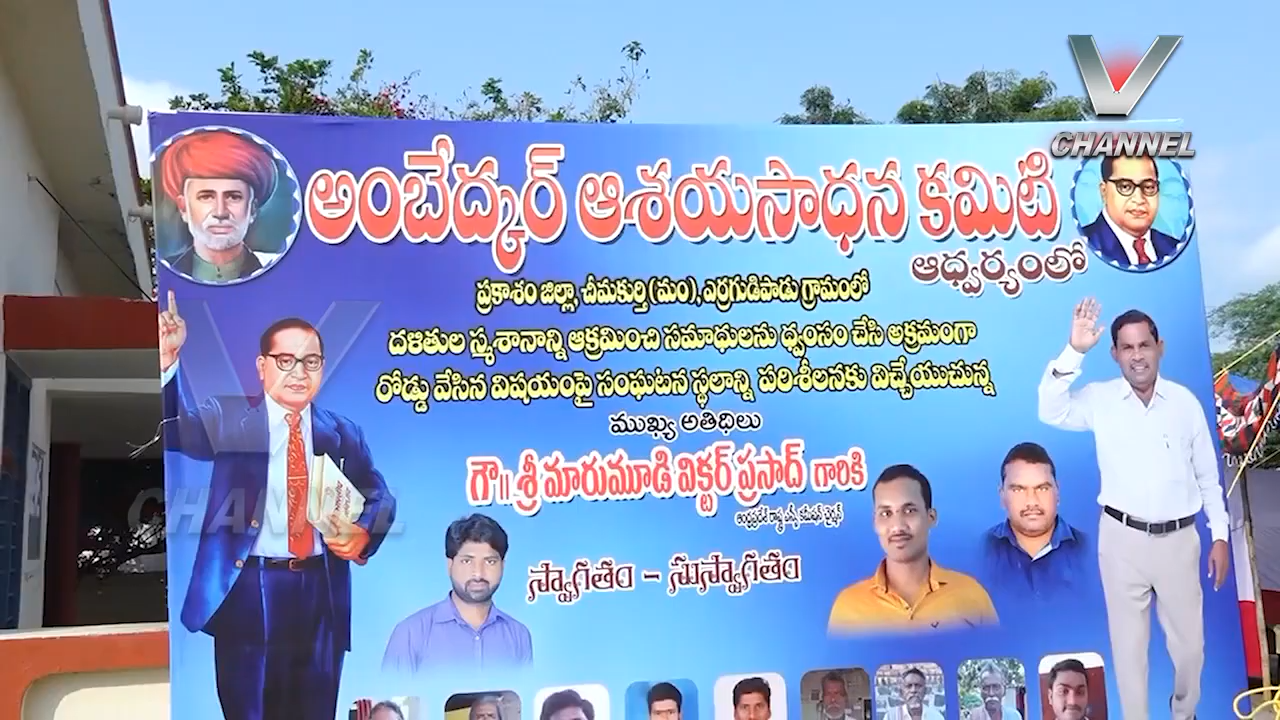 V
CHANNEL
అంబేద్కర్ ఆశయసాధన కమిటి
ఆధ్వర్యంలో
ప్రకాశం జిల్లా, చీమకుర్తి(మం), ఎర్రగుడిపాడు గ్రామంలో
దళితుల స్మశానాన్ని ఆక్రమించి సమాధులను ధ్వంసం చేసి అక్రమంగా
రోడ్డు వేసిన విషయంపై సంఘటన స్థలాన్ని పరిశీలనకు విచ్చేయుచున్న
ముఖ్య అతిధిలు
గౌ॥ శ్రీ మారుమూడి విక్టర్ ప్రసాద్ గారికి
స్వాగతం - సుస్వాగతం
V
CHANNEL